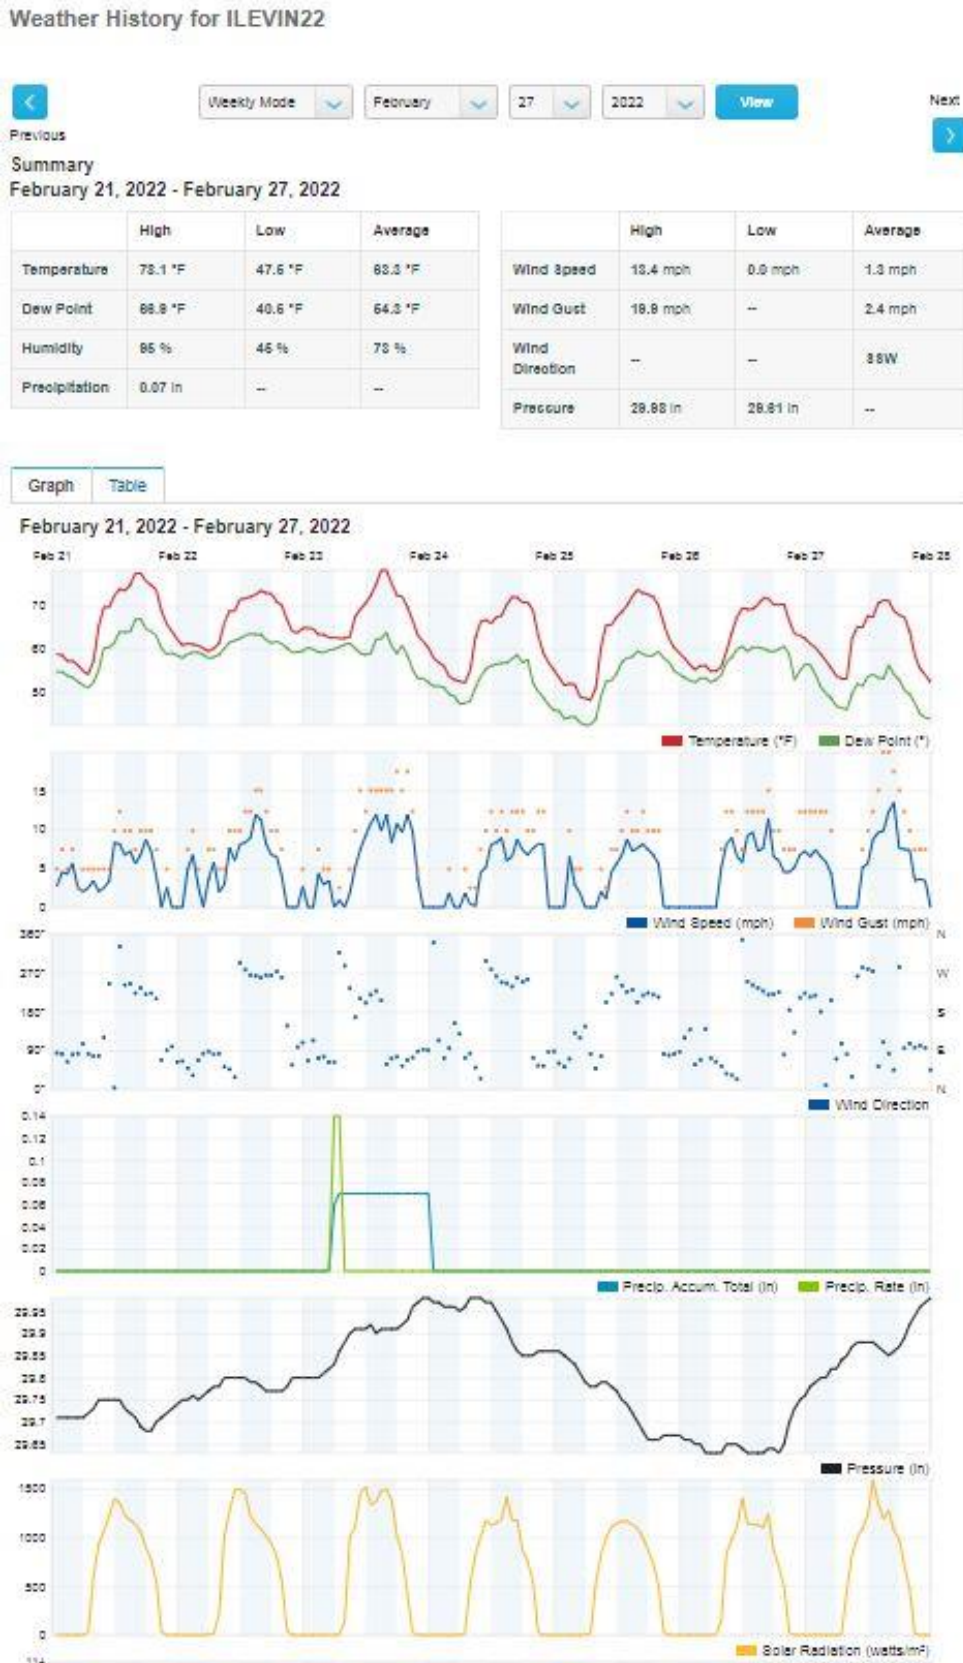 Weather History for ILEVIN22
Weekly Mode February 27 2022 View Next
Previous
Summary
February 21, 2022 - February 27, 2022
High Low Average
Temperature 78.1 °F 47.6 °F 63.3 °F
Dew Point 66.9 °F 40.6 °F 54.3 °F
Humidity 95 % 45 % 73 %
Precipitation 0.07 in -- --
High Low Average
Wind Speed 13.4 mph 0.0 mph 1.3 mph
Wind Gust 19.9 mph -- 2.4 mph
Wind
Direction -- -- SSW
Pressure 29.98 in 29.61 in --
Graph Table
February 21, 2022 - February 27, 2022
Feb 21 Feb 22 Feb 23 Feb 24 Feb 25 Feb 26 Feb 27 Feb 28
70
60
50
Temperature (°F) Dew Point (°)
15
10
5
0
Wind Speed (mph) Wind Gust (mph)
360° N
270° W
180° S
90° E
0° N
Wind Direction
0.14
0.12
0.1
0.08
0.06
0.04
0.02
0
Precip. Accum. Total (in) Precip. Rate (in)
29.95
29.9
29.85
29.8
29.75
29.7
29.65
Pressure (in)
1500
1000
500
0
Solar Radiation (watts/m²)